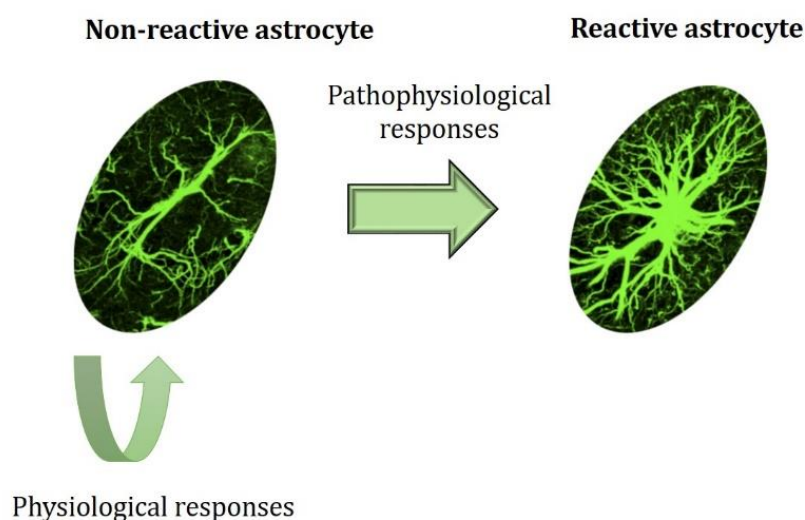 Non-reactive astrocyte
Reactive astrocyte
Pathophysiological
responses
Physiological responses